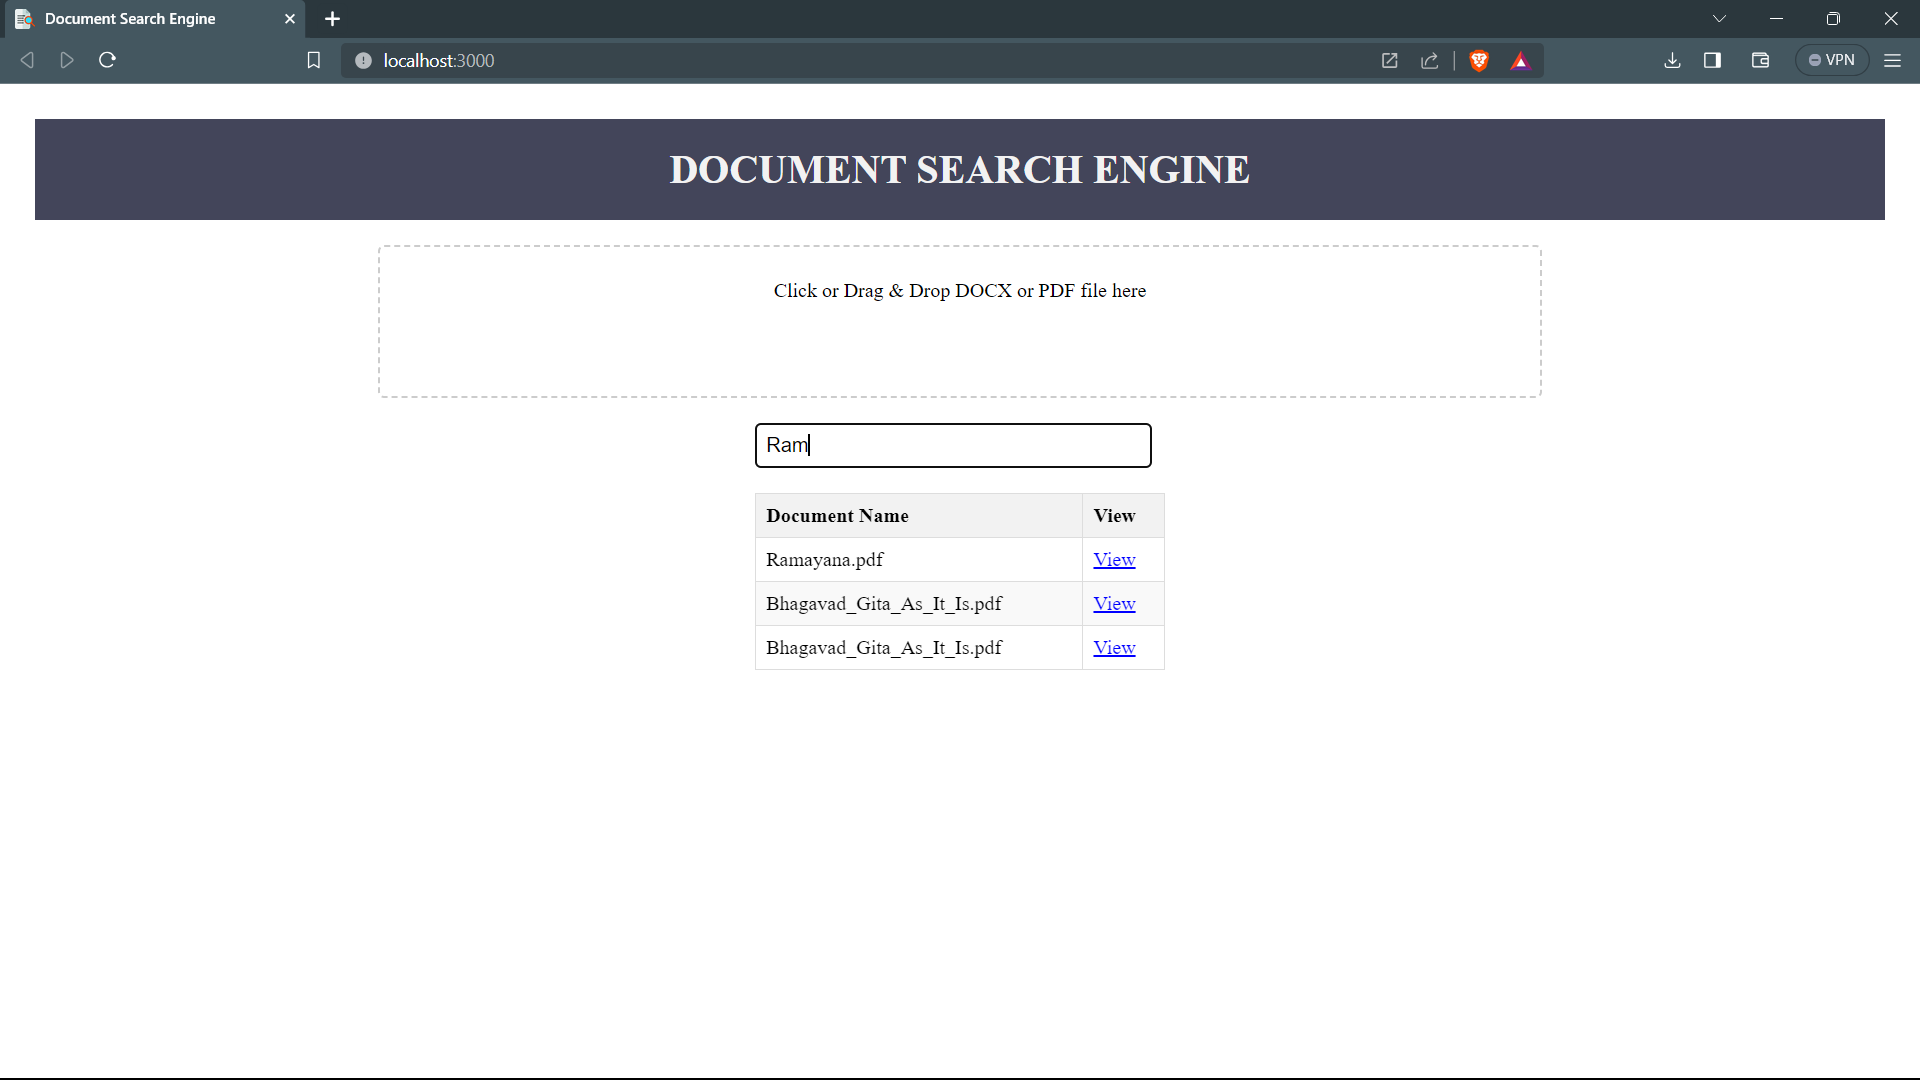 Document Search Engine
localhost:3000
VPN
DOCUMENT SEARCH ENGINE
Click or Drag & Drop DOCX or PDF file here
Ram
Document Name View
Ramayana.pdf View
Bhagavad_Gita_As_It_Is.pdf View
Bhagavad_Gita_As_It_Is.pdf View